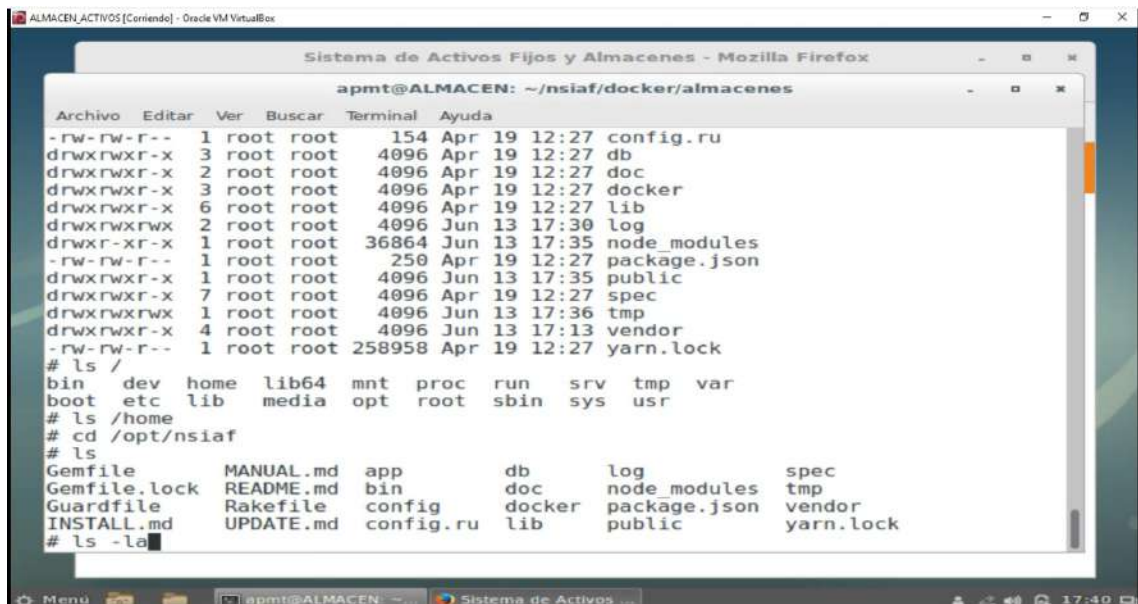 ALMACEN_ACTIVOS [Corriendo] - Oracle VM VirtualBox
Sistema de Activos Fijos y Almacenes - Mozilla Firefox
apmt@ALMACEN: ~/nsiaf/docker/almacenes
Archivo Editar Ver Buscar Terminal Ayuda
-rw-rw-r-- 1 root root 154 Apr 19 12:27 config.ru
drwxrwxr-x 3 root root 4096 Apr 19 12:27 db
drwxrwxr-x 2 root root 4096 Apr 19 12:27 doc
drwxrwxr-x 3 root root 4096 Apr 19 12:27 docker
drwxrwxr-x 6 root root 4096 Apr 19 12:27 lib
drwxrwxrwx 2 root root 4096 Jun 13 17:30 log
drwxr-xr-x 1 root root 36864 Jun 13 17:35 node_modules
-rw-rw-r-- 1 root root 250 Apr 19 12:27 package.json
drwxrwxr-x 1 root root 4096 Jun 13 17:35 public
drwxrwxr-x 7 root root 4096 Apr 19 12:27 spec
drwxrwxrwx 1 root root 4096 Jun 13 17:36 tmp
drwxrwxr-x 4 root root 4096 Jun 13 17:13 vendor
-rw-rw-r-- 1 root root 258958 Apr 19 12:27 yarn.lock
# ls /
bin dev home lib64 mnt proc run srv tmp var
boot etc lib media opt root sbin sys usr
# ls /home
# cd /opt/nsiaf
# ls
Gemfile MANUAL.md app db log spec
Gemfile.lock README.md bin doc node_modules tmp
Guardfile Rakefile config docker package.json vendor
INSTALL.md UPDATE.md config.ru lib public yarn.lock
# ls -la
Menú apmt@ALMACEN: ~... Sistema de Activos ... 17:40